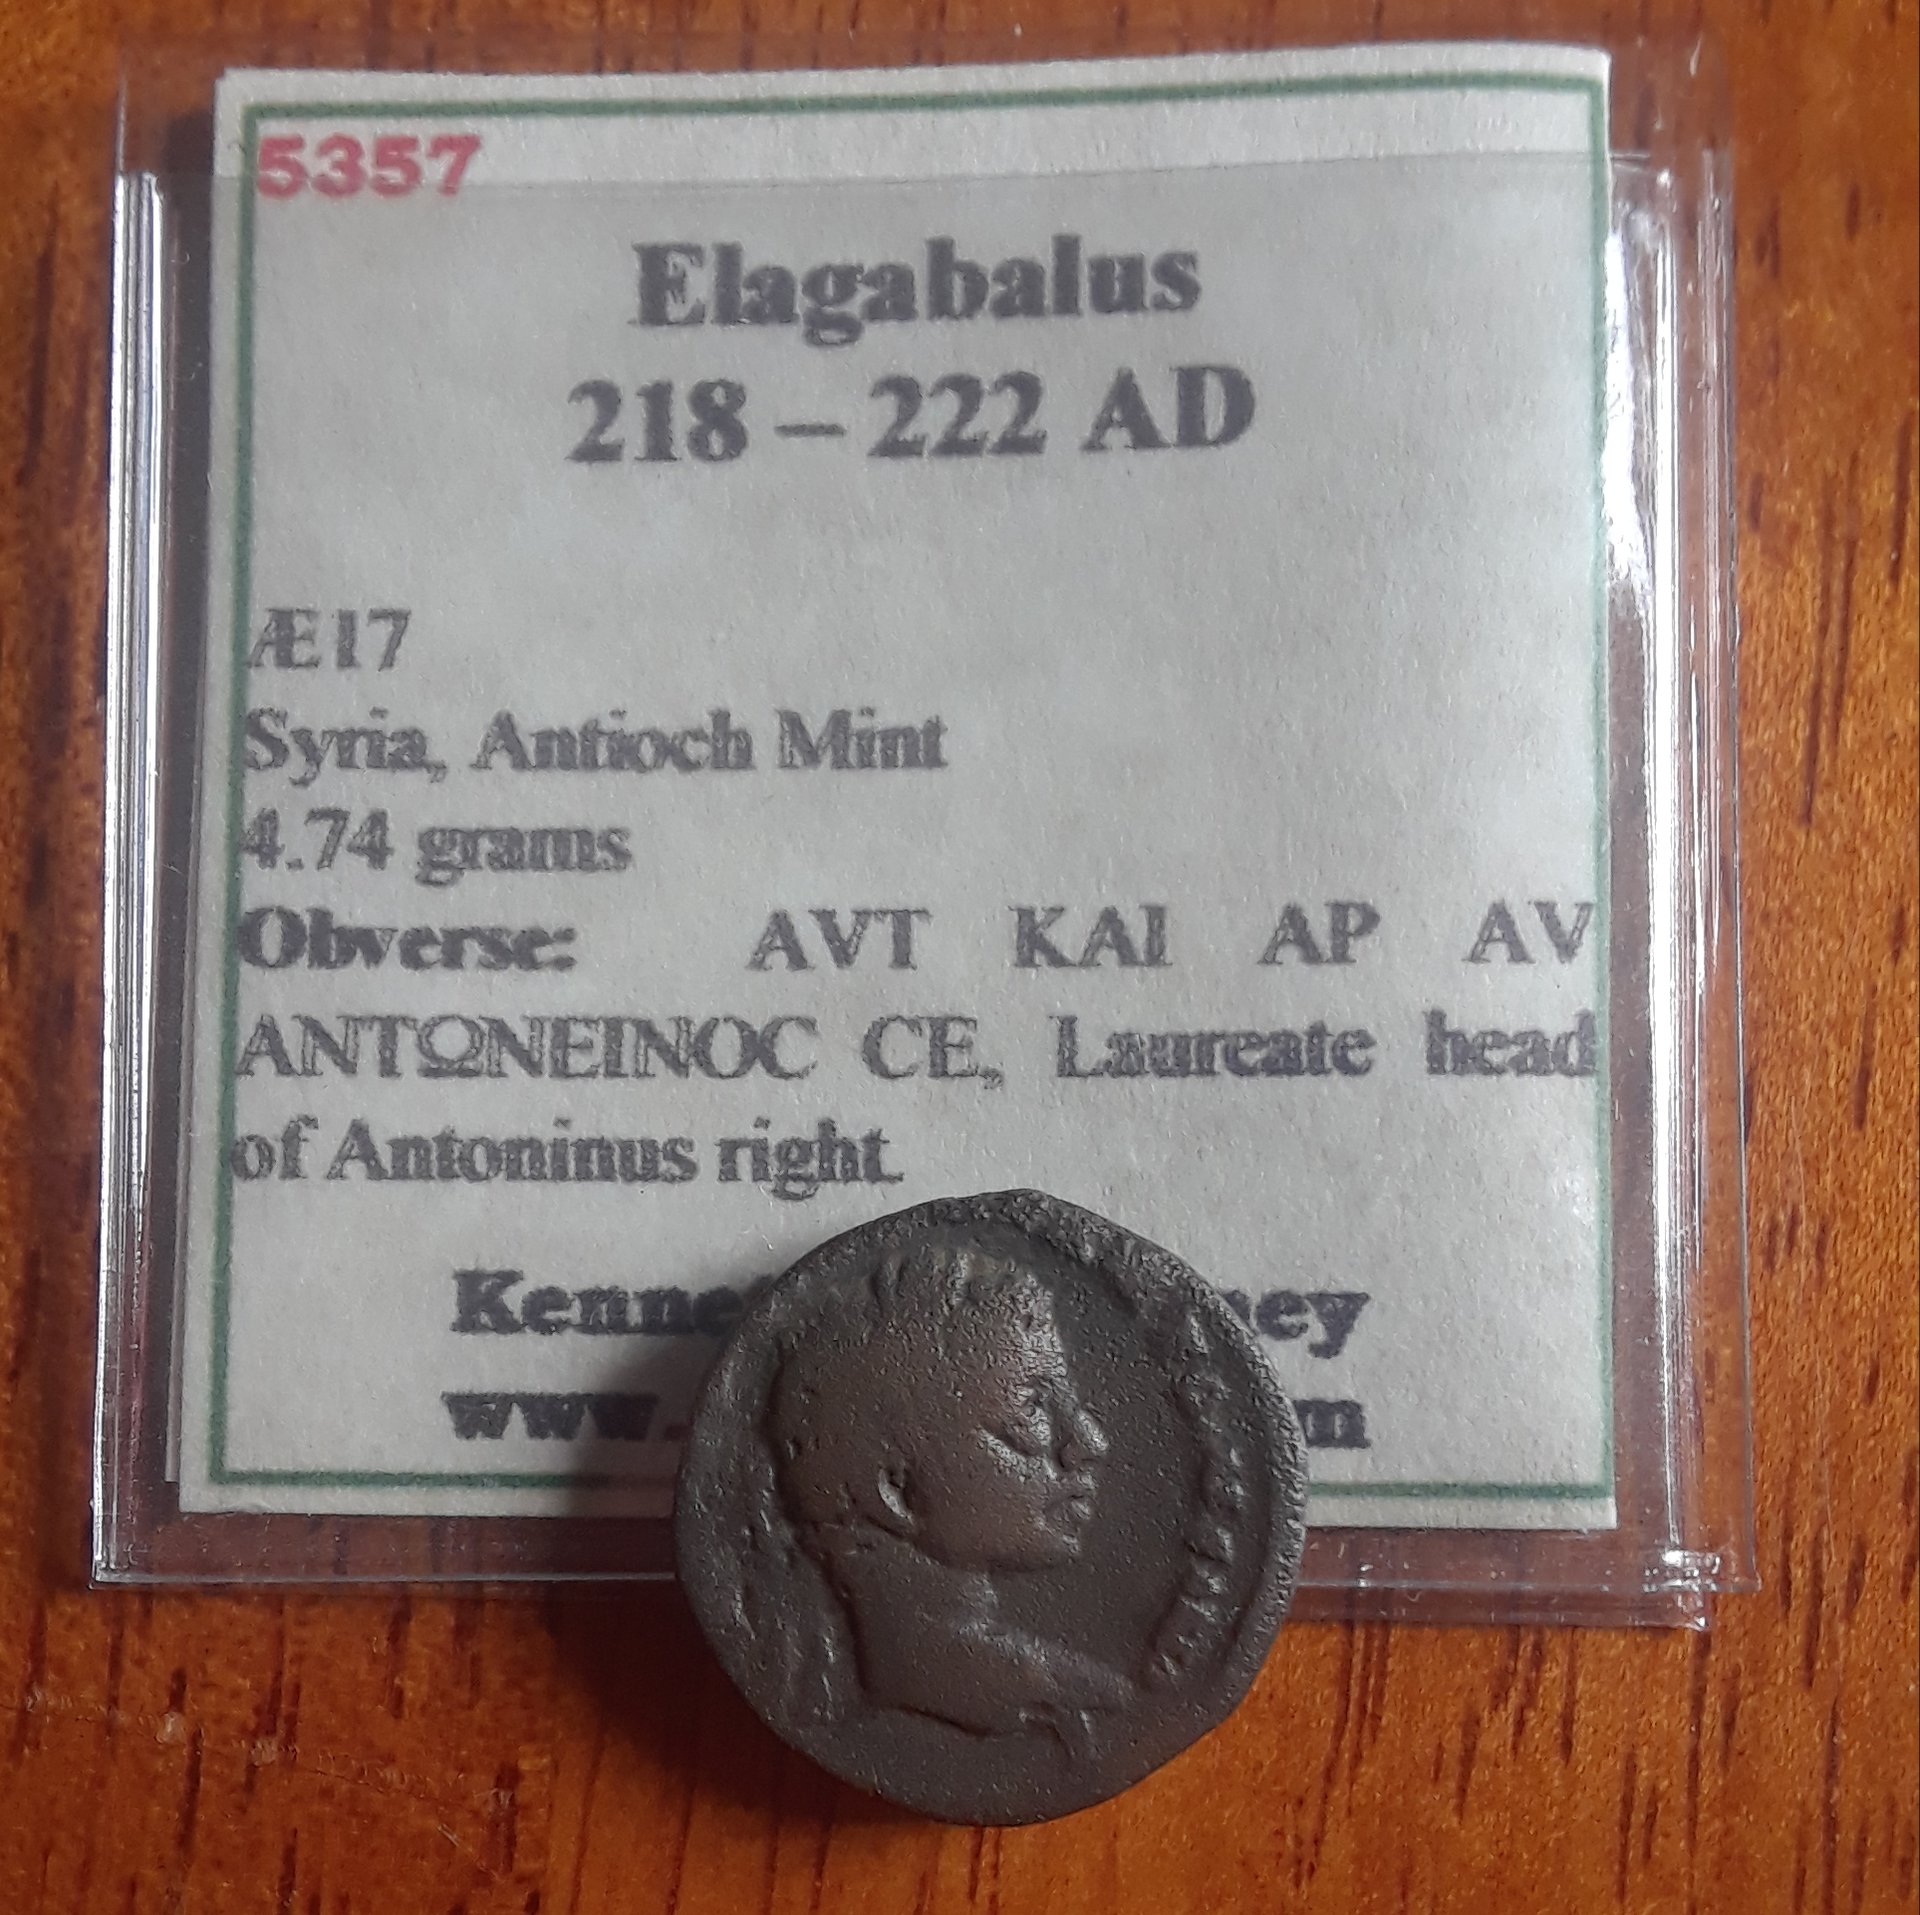 5357
Elagabalus
218 – 222 AD
Æ17
Syria, Antioch Mint
4.74 grams
Obverse: AVT KAI AP AV
ANTΩNEINOC CE, Laureate head
of Antoninus right.